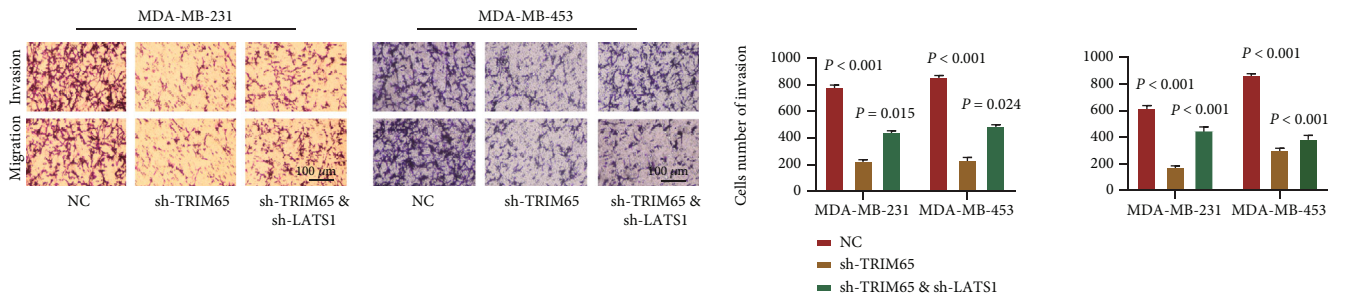 MDA-MB-231
MDA-MB-453
Invasion
Migration
100 μm
100 μm
NC
sh-TRIM65
sh-TRIM65 &
sh-LATS1
NC
sh-TRIM65
sh-TRIM65 &
sh-LATS1
Cells number of invasion
1000
800
600
400
200
0
P < 0.001
P = 0.015
P < 0.001
P = 0.024
MDA-MB-231
MDA-MB-453
NC
sh-TRIM65
sh-TRIM65 & sh-LATS1
1000
800
600
400
200
0
P < 0.001
P < 0.001
P < 0.001
P < 0.001
MDA-MB-231
MDA-MB-453